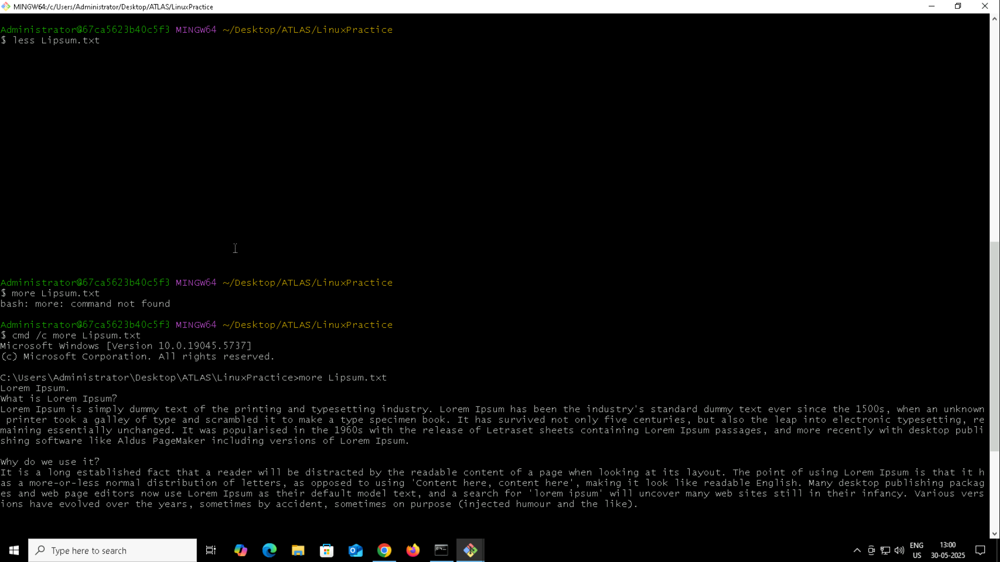 MINGW64:/c/Users/Administrator/Desktop/ATLAS/LinuxPractice
Administrator@67ca5623b40c5f3 MINGW64 ~/Desktop/ATLAS/LinuxPractice
$ less Lipsum.txt
Administrator@67ca5623b40c5f3 MINGW64 ~/Desktop/ATLAS/LinuxPractice
$ more Lipsum.txt
bash: more: command not found
Administrator@67ca5623b40c5f3 MINGW64 ~/Desktop/ATLAS/LinuxPractice
$ cmd /c more Lipsum.txt
Microsoft Windows [Version 10.0.19045.5737]
(c) Microsoft Corporation. All rights reserved.
C:\Users\Administrator\Desktop\ATLAS\LinuxPractice>more Lipsum.txt
Lorem Ipsum.
What is Lorem Ipsum?
Lorem Ipsum is simply dummy text of the printing and typesetting industry. Lorem Ipsum has been the industry's standard dummy text ever since the 1500s, when an unknown
printer took a galley of type and scrambled it to make a type specimen book. It has survived not only five centuries, but also the leap into electronic typesetting, re
maining essentially unchanged. It was popularised in the 1960s with the release of Letraset sheets containing Lorem Ipsum passages, and more recently with desktop publi
shing software like Aldus PageMaker including versions of Lorem Ipsum.
Why do we use it?
It is a long established fact that a reader will be distracted by the readable content of a page when looking at its layout. The point of using Lorem Ipsum is that it h
as a more-or-less normal distribution of letters, as opposed to using 'Content here, content here', making it look like readable English. Many desktop publishing packag
es and web page editors now use Lorem Ipsum as their default model text, and a search for 'lorem ipsum' will uncover many web sites still in their infancy. Various vers
ions have evolved over the years, sometimes by accident, sometimes on purpose (injected humour and the like).
Type here to search
ENG
US
13:00
30-05-2025